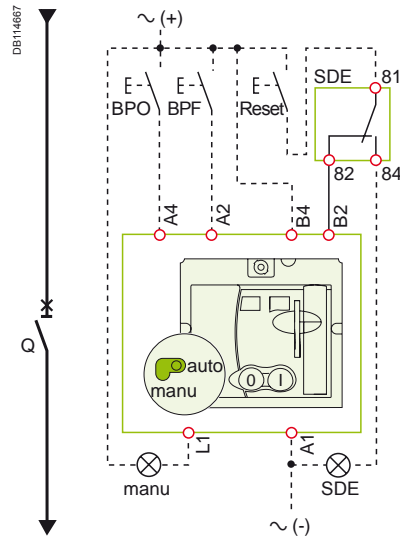 DB114667
~ (+)
BPO
BPF
Reset
SDE
81
82
84
A4
A2
B4
B2
Q
auto
manu
0
I
L1
A1
manu
SDE
~ (-)